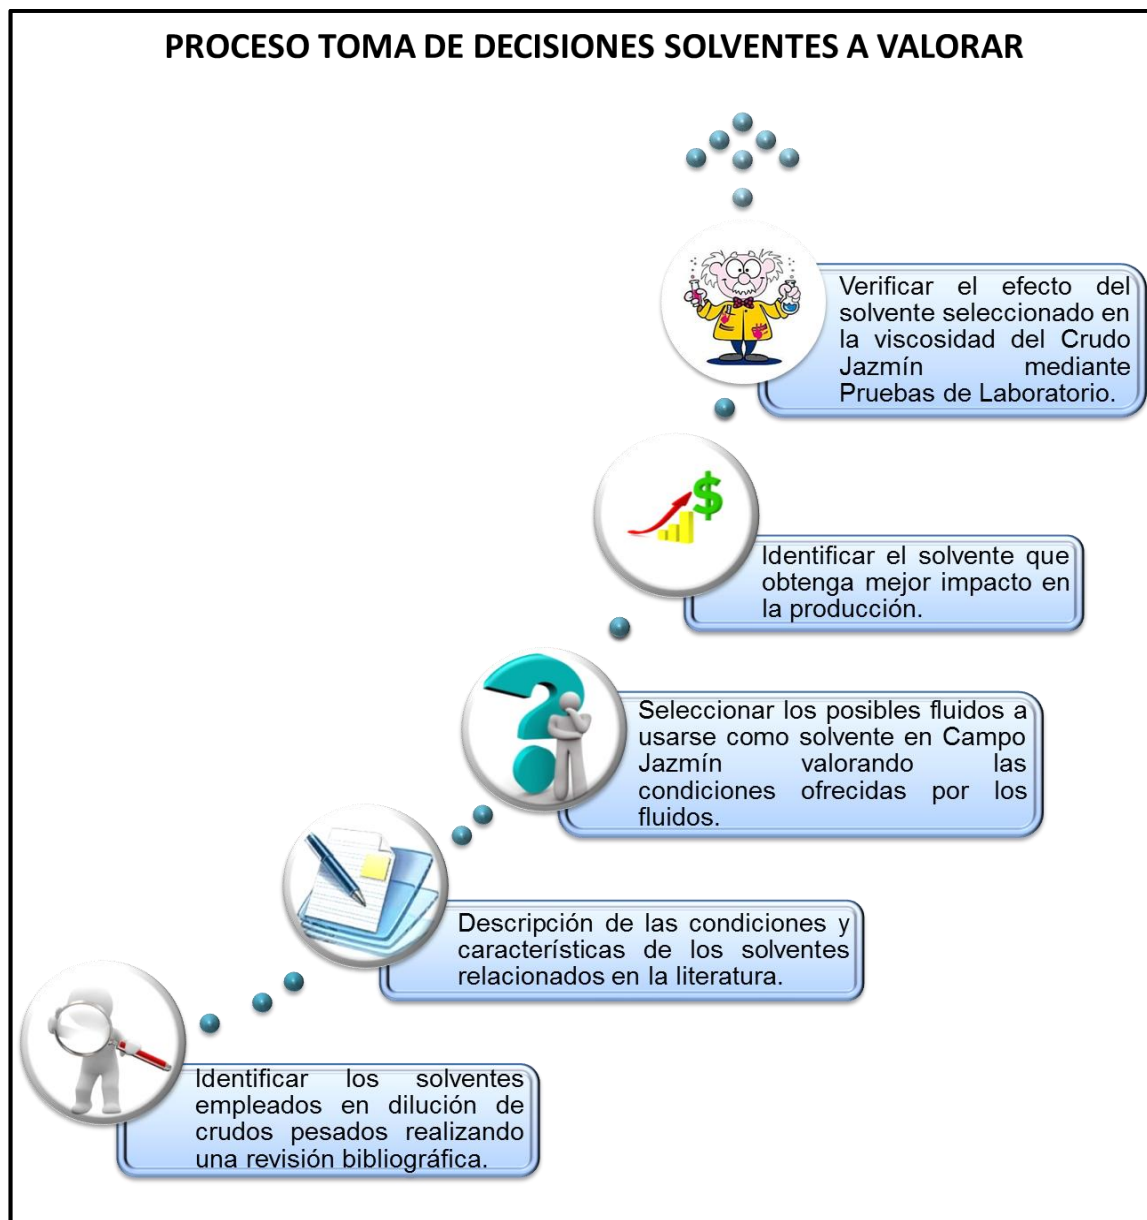 PROCESO TOMA DE DECISIONES SOLVENTES A VALORAR
Verificar el efecto del
solvente seleccionado en
la viscosidad del Crudo
Jazmín mediante
Pruebas de Laboratorio.
$
Identificar el solvente que
obtenga mejor impacto en
la producción.
?
Seleccionar los posibles fluidos a
usarse como solvente en Campo
Jazmín valorando las
condiciones ofrecidas por los
fluidos.
Descripción de las condiciones y
características de los solventes
relacionados en la literatura.
Identificar los solventes
empleados en dilución de
crudos pesados realizando
una revisión bibliográfica.